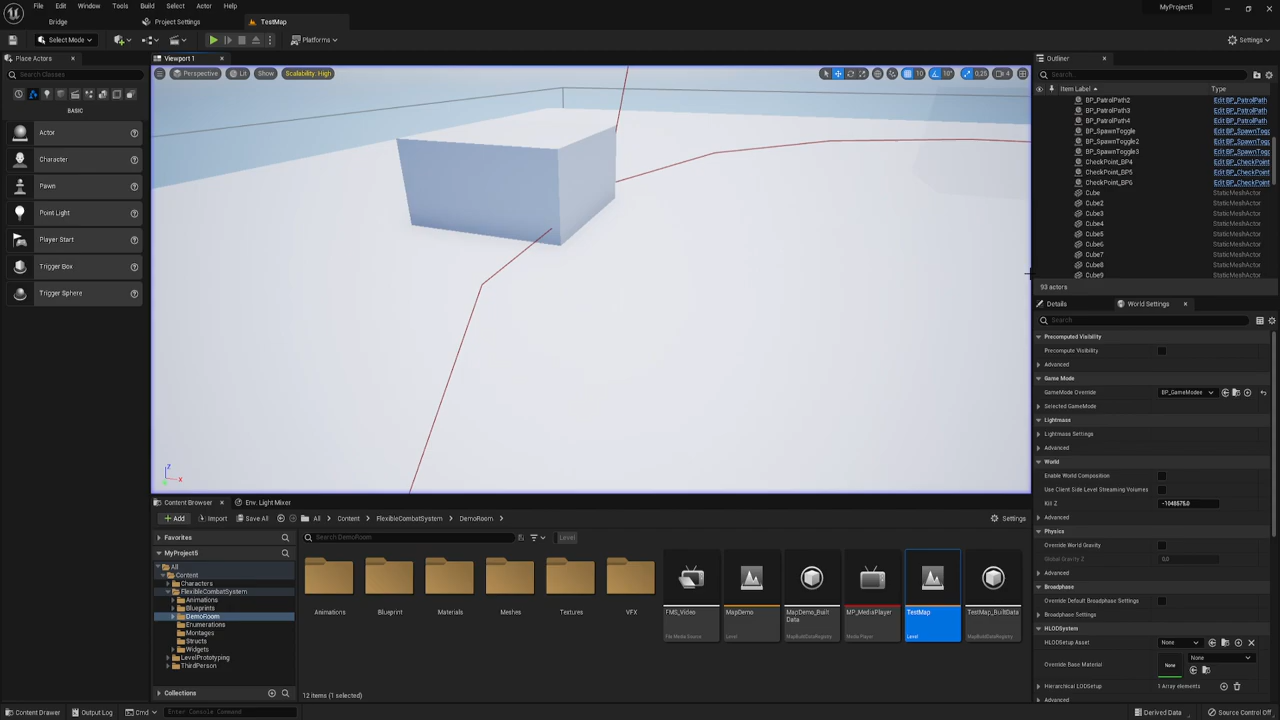 File Edit Window Tools Build Select Actor Help
MyProject5
Bridge Project Settings TestMap
Select Mode Platforms Settings
Place Actors
Search Classes
BASIC
Actor
Character
Pawn
Point Light
Player Start
Trigger Box
Trigger Sphere
Viewport 1
Perspective Lit Show Scalability: High
10 10° 0.25 4
Z
X
Outliner
Search...
Item Label Type
BP_PatrolPath2 Edit BP_PatrolPath
BP_PatrolPath3 Edit BP_PatrolPath
BP_PatrolPath4 Edit BP_PatrolPath
BP_SpawnToggle Edit BP_SpawnTogg
BP_SpawnToggle2 Edit BP_SpawnTogg
BP_SpawnToggle3 Edit BP_SpawnTogg
CheckPoint_BP4 Edit BP_CheckPoint
CheckPoint_BP5 Edit BP_CheckPoint
CheckPoint_BP6 Edit BP_CheckPoint
Cube StaticMeshActor
Cube2 StaticMeshActor
Cube3 StaticMeshActor
Cube4 StaticMeshActor
Cube5 StaticMeshActor
Cube6 StaticMeshActor
Cube7 StaticMeshActor
Cube8 StaticMeshActor
Cube9 StaticMeshActor
93 actors
Details World Settings
Search
Precomputed Visibility
Precompute Visibility
Advanced
Game Mode
GameMode Override BP_GameModes
Selected GameMode
Lightmass
Lightmass Settings
Advanced
World
Enable World Composition
Use Client Side Level Streaming Volumes
Kill Z -1048575.0
Advanced
Physics
Override World Gravity
Global Gravity Z 0.0
Advanced
Broadphase
Override Default Broadphase Settings
Broadphase Settings
HLODSystem
HLODSetup Asset None
Override Base Material None None
Hierarchical LODSetup 1 Array elements
Advanced
Content Browser Env. Light Mixer
Add Import Save All All Content FlexibleCombatSystem DemoRoom Settings
Favorites
MyProject5
All
Content
Characters
FlexibleCombatSystem
Animations
Blueprints
DemoRoom
Enumerations
Montages
Structs
Widgets
LevelPrototyping
ThirdPerson
Collections
Search DemoRoom Level
Animations Blueprint Materials Meshes Textures VFX
FMS_Video
File Media Source
MapDemo
Level
MapDemo_Built
Data
MapBuildDataRegistry
MP_MediaPlayer
Media Player
TestMap
Level
TestMap_BuiltData
MapBuildDataRegistry
12 items (1 selected)
Content Drawer Output Log Cmd Enter Console Command Derived Data Source Control Off